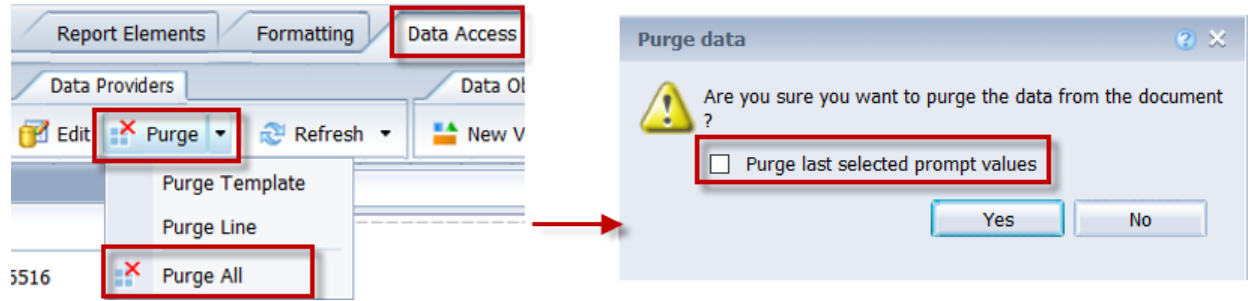 Report Elements Formatting Data Access
Data Providers
Edit Purge Refresh New V
Purge Template
Purge Line
Purge All
5516
Purge data
Are you sure you want to purge the data from the document
?
Purge last selected prompt values
Yes No